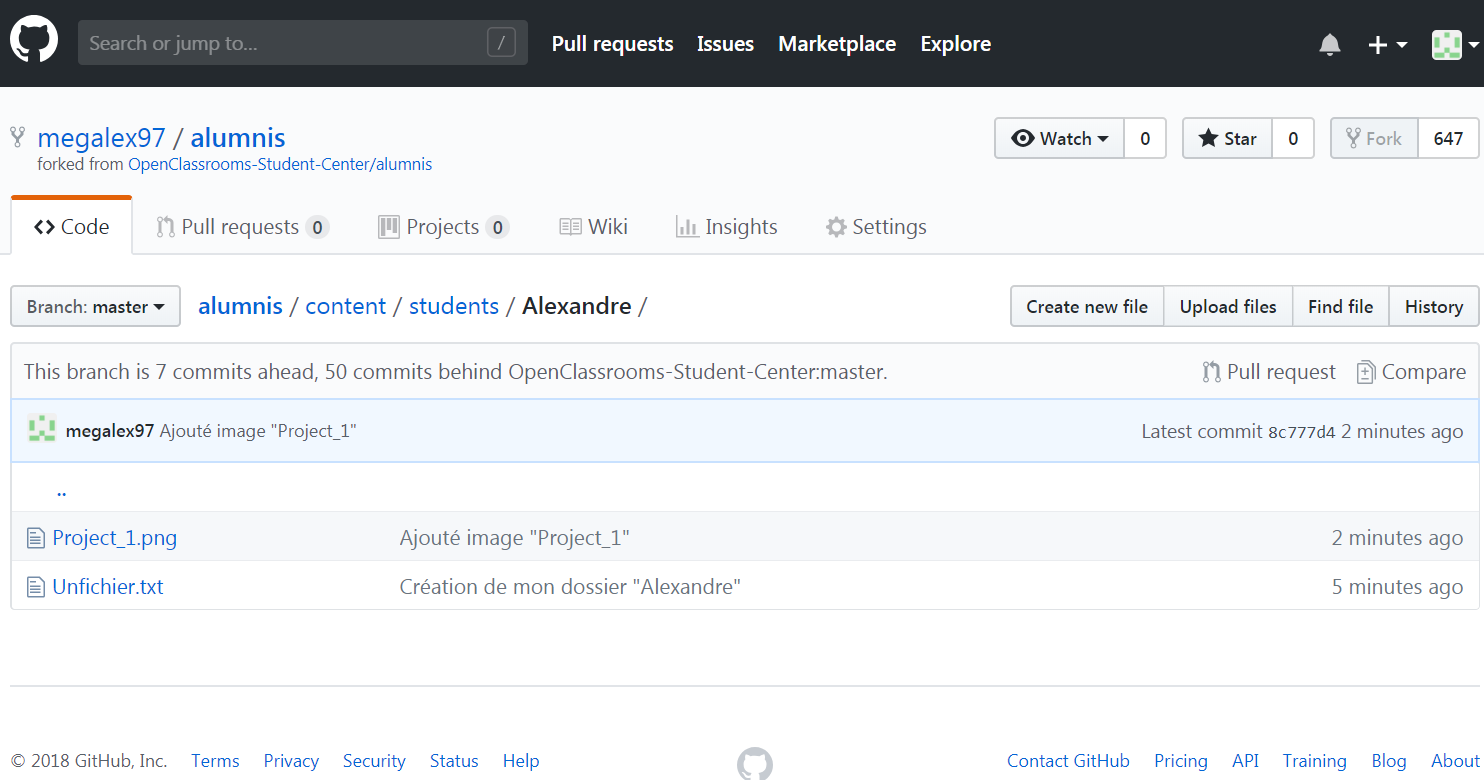 Search or jump to... / Pull requests Issues Marketplace Explore
megalex97 / alumnis Watch 0 Star 0 Fork 647
forked from OpenClassrooms-Student-Center/alumnis
Code Pull requests 0 Projects 0 Wiki Insights Settings
Branch: master alumnis / content / students / Alexandre / Create new file Upload files Find file History
This branch is 7 commits ahead, 50 commits behind OpenClassrooms-Student-Center:master. Pull request Compare
megalex97 Ajouté image "Project_1" Latest commit 8c777d4 2 minutes ago
..
Project_1.png Ajouté image "Project_1" 2 minutes ago
Unfichier.txt Création de mon dossier "Alexandre" 5 minutes ago
© 2018 GitHub, Inc. Terms Privacy Security Status Help Contact GitHub Pricing API Training Blog About